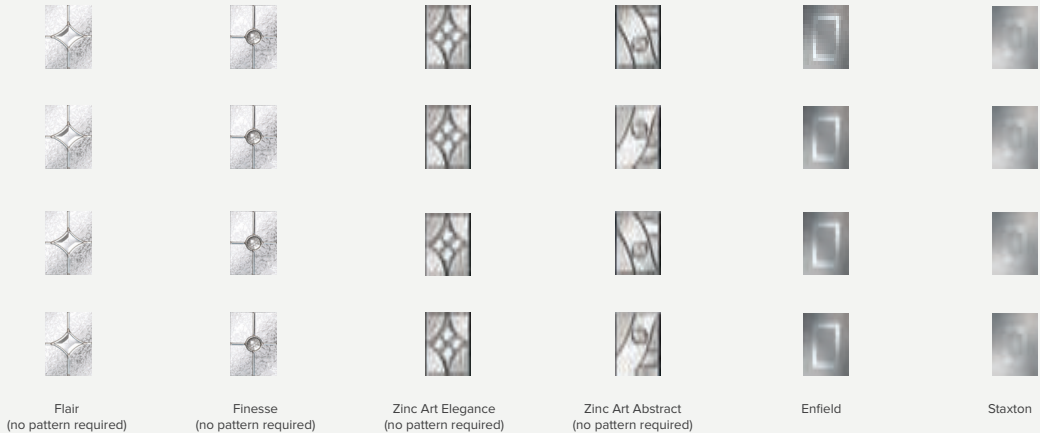 Flair
(no pattern required)
Finesse
(no pattern required)
Zinc Art Elegance
(no pattern required)
Zinc Art Abstract
(no pattern required)
Enfield
Staxton